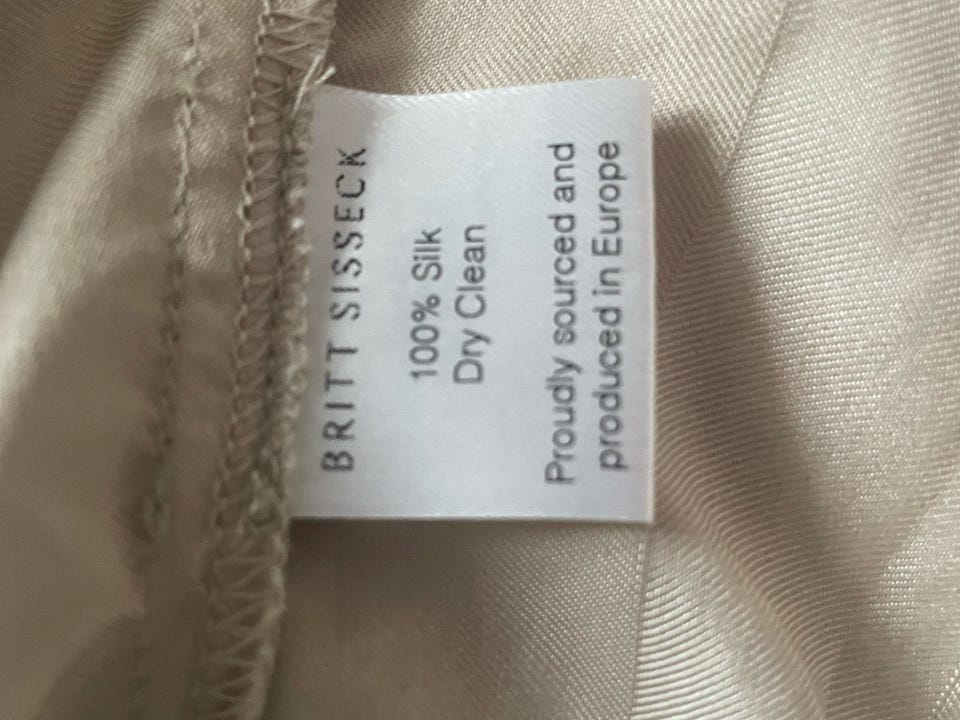 BRITT SISSECK
100% Silk
Dry Clean
Proudly sourced and
produced in Europe